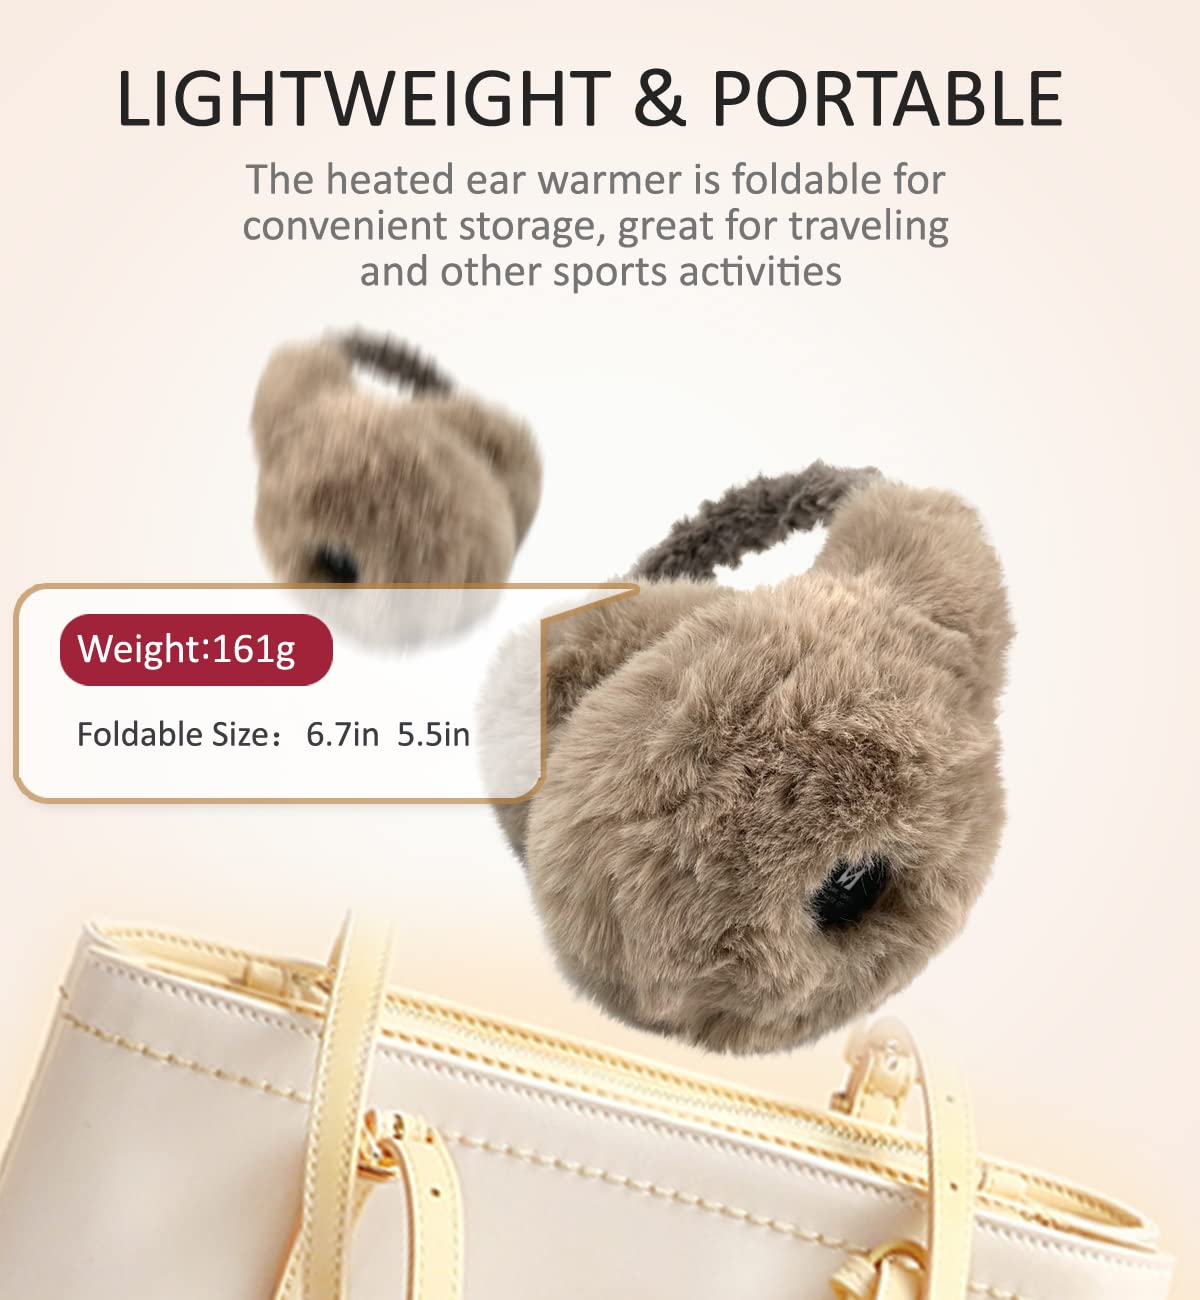 LIGHTWEIGHT & PORTABLE
The heated ear warmer is foldable for
convenient storage, great for traveling
and other sports activities
Weight:161g
Foldable Size： 6.7in 5.5in